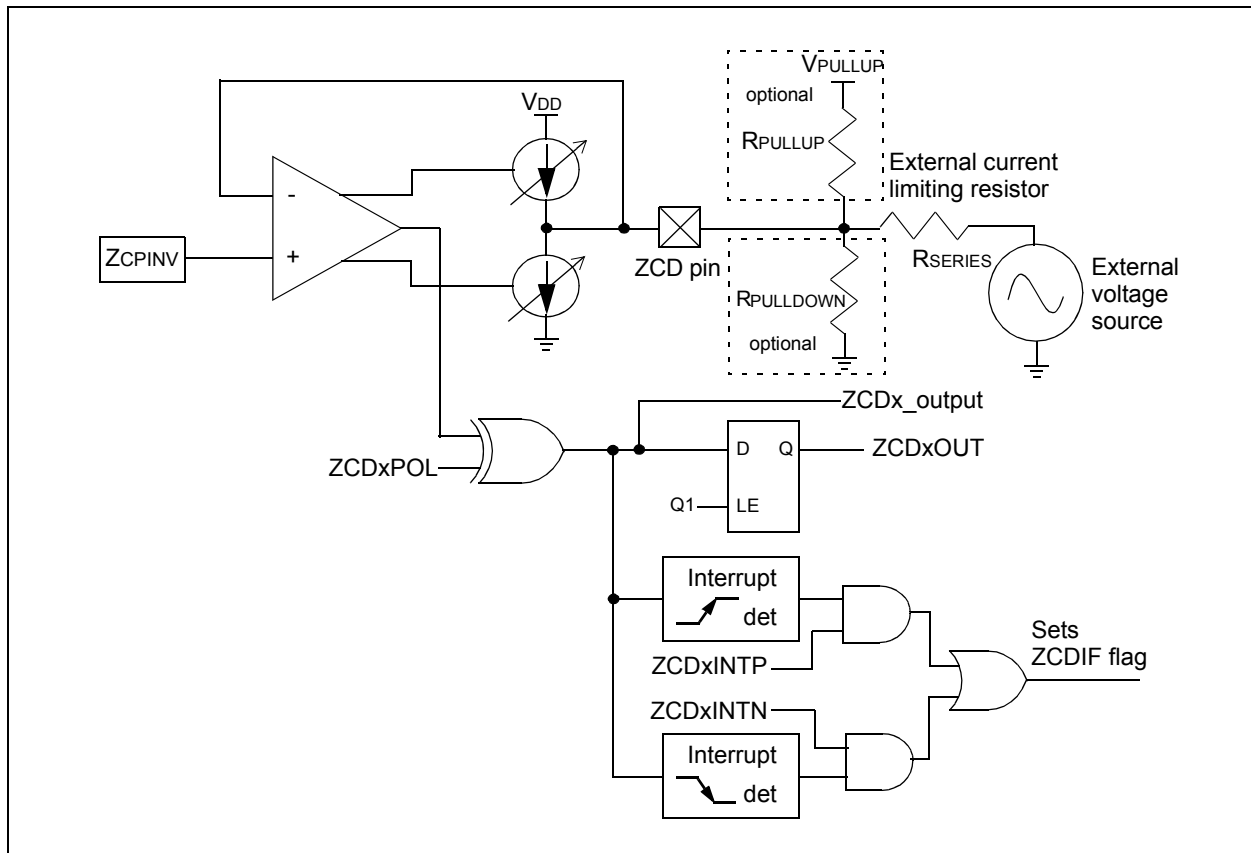 VPULLUP
optional
VDD
RPULLUP
External current
limiting resistor
-
ZCPINV
+
ZCD pin
RSERIES
External
voltage
source
RPULLDOWN
optional
ZCDx_output
D
Q
ZCDxOUT
ZCDxPOL
Q1
LE
Interrupt
det
Sets
ZCDIF flag
ZCDxINTP
ZCDxINTN
Interrupt
det